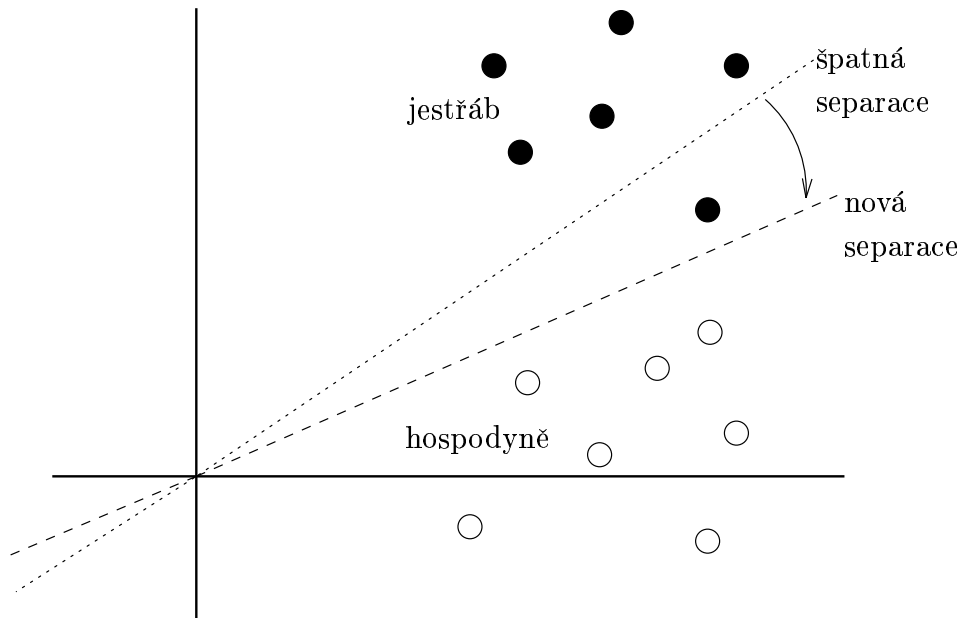 špatná
separace
jestřáb
nová
separace
hospodyně